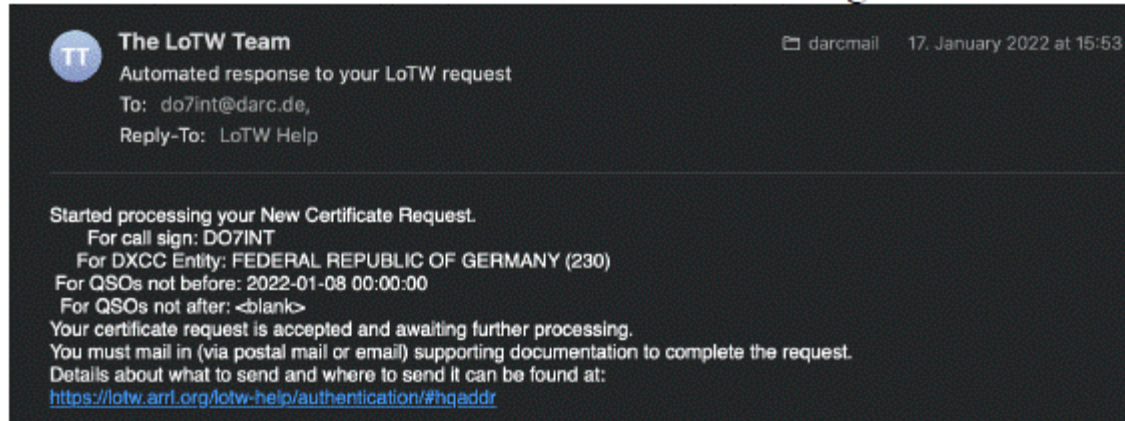 TT
The LoTW Team
darcmail 17. January 2022 at 15:53
Automated response to your LoTW request
To: do7int@darc.de,
Reply-To: LoTW Help
Started processing your New Certificate Request.
For call sign: DO7INT
For DXCC Entity: FEDERAL REPUBLIC OF GERMANY (230)
For QSOs not before: 2022-01-08 00:00:00
For QSOs not after: <blank>
Your certificate request is accepted and awaiting further processing.
You must mail in (via postal mail or email) supporting documentation to complete the request.
Details about what to send and where to send it can be found at:
https://lotw.arrl.org/lotw-help/authentication/#hqaddr